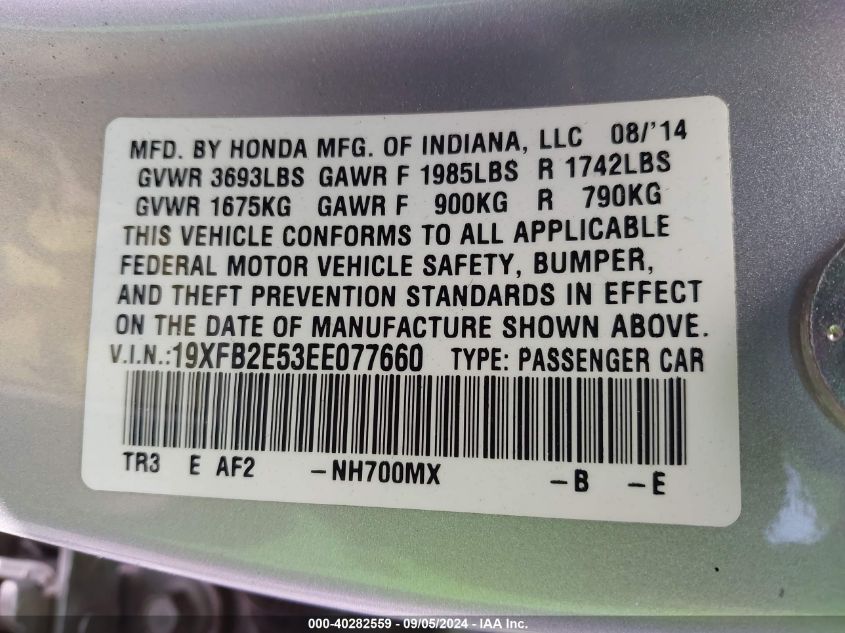 MFD. BY HONDA MFG. OF INDIANA, LLC 08/'14
GVWR 3693LBS GAWR F 1985LBS R 1742LBS
GVWR 1675KG GAWR F 900KG R 790KG
THIS VEHICLE CONFORMS TO ALL APPLICABLE
FEDERAL MOTOR VEHICLE SAFETY, BUMPER,
AND THEFT PREVENTION STANDARDS IN EFFECT
ON THE DATE OF MANUFACTURE SHOWN ABOVE.
V.I.N.:19XFB2E53EE077660 TYPE: PASSENGER CAR
TR3 E AF2 -NH700MX -B -E
000-40282559 - 09/05/2024 - IAA Inc.